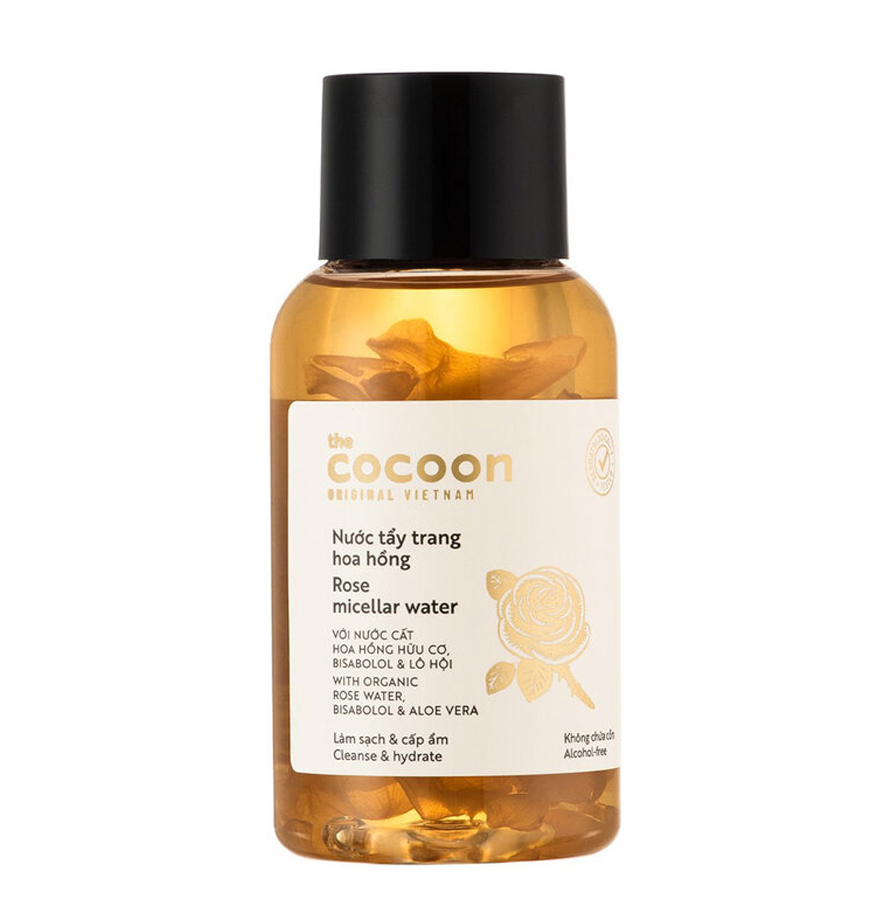 the
cocoon
ORIGINAL VIETNAM
Nước tẩy trang
hoa hồng
Rose
micellar water
VỚI NƯỚC CẤT
HOA HỒNG HỮU CƠ,
BISABOLOL & LÔ HỘI
WITH ORGANIC
ROSE WATER,
BISABOLOL & ALOE VERA
Làm sạch & cấp ẩm
Cleanse & hydrate
Không chứa cồn
Alcohol-free